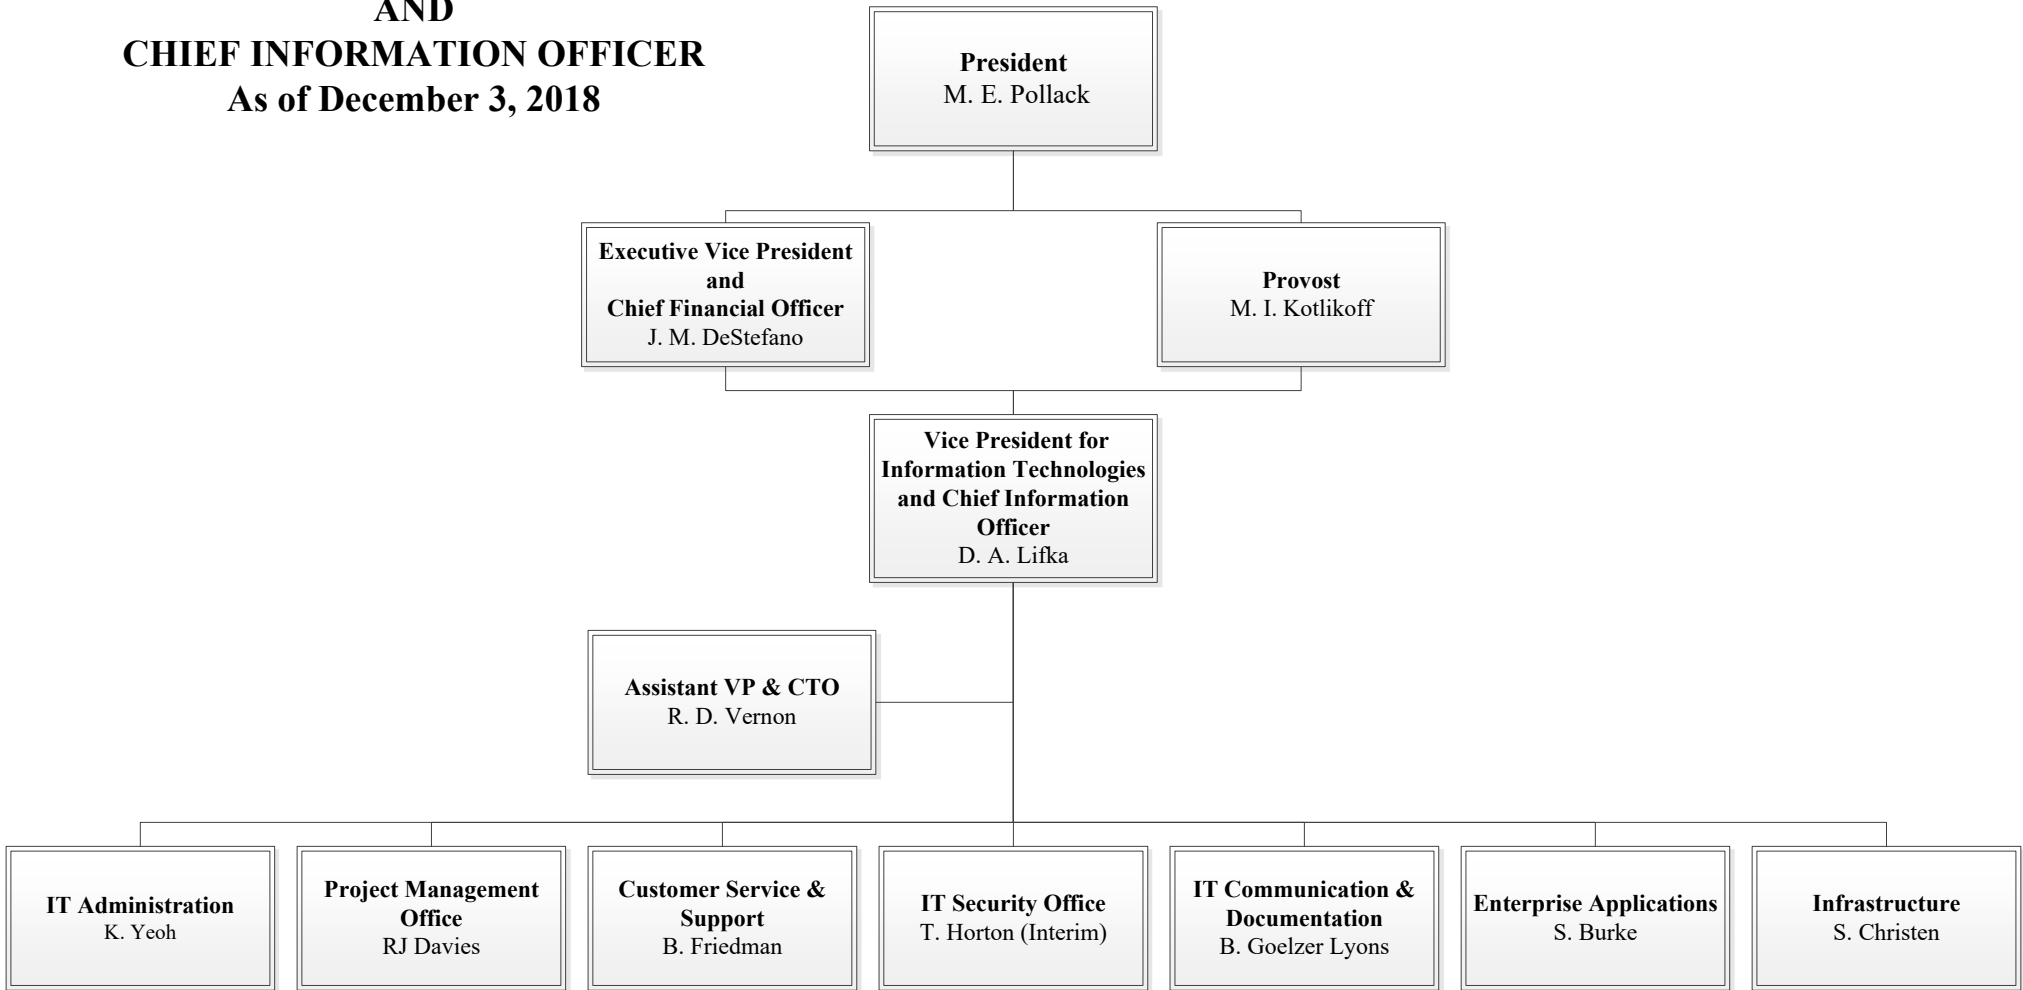 AND
CHIEF INFORMATION OFFICER
As of December 3, 2018
President
M. E. Pollack
Executive Vice President
and
Chief Financial Officer
J. M. DeStefano
Provost
M. I. Kotlikoff
Vice President for
Information Technologies
and Chief Information
Officer
D. A. Lifka
Assistant VP & CTO
R. D. Vernon
IT Administration
K. Yeoh
Project Management
Office
RJ Davies
Customer Service &
Support
B. Friedman
IT Security Office
T. Horton (Interim)
IT Communication &
Documentation
B. Goelzer Lyons
Enterprise Applications
S. Burke
Infrastructure
S. Christen